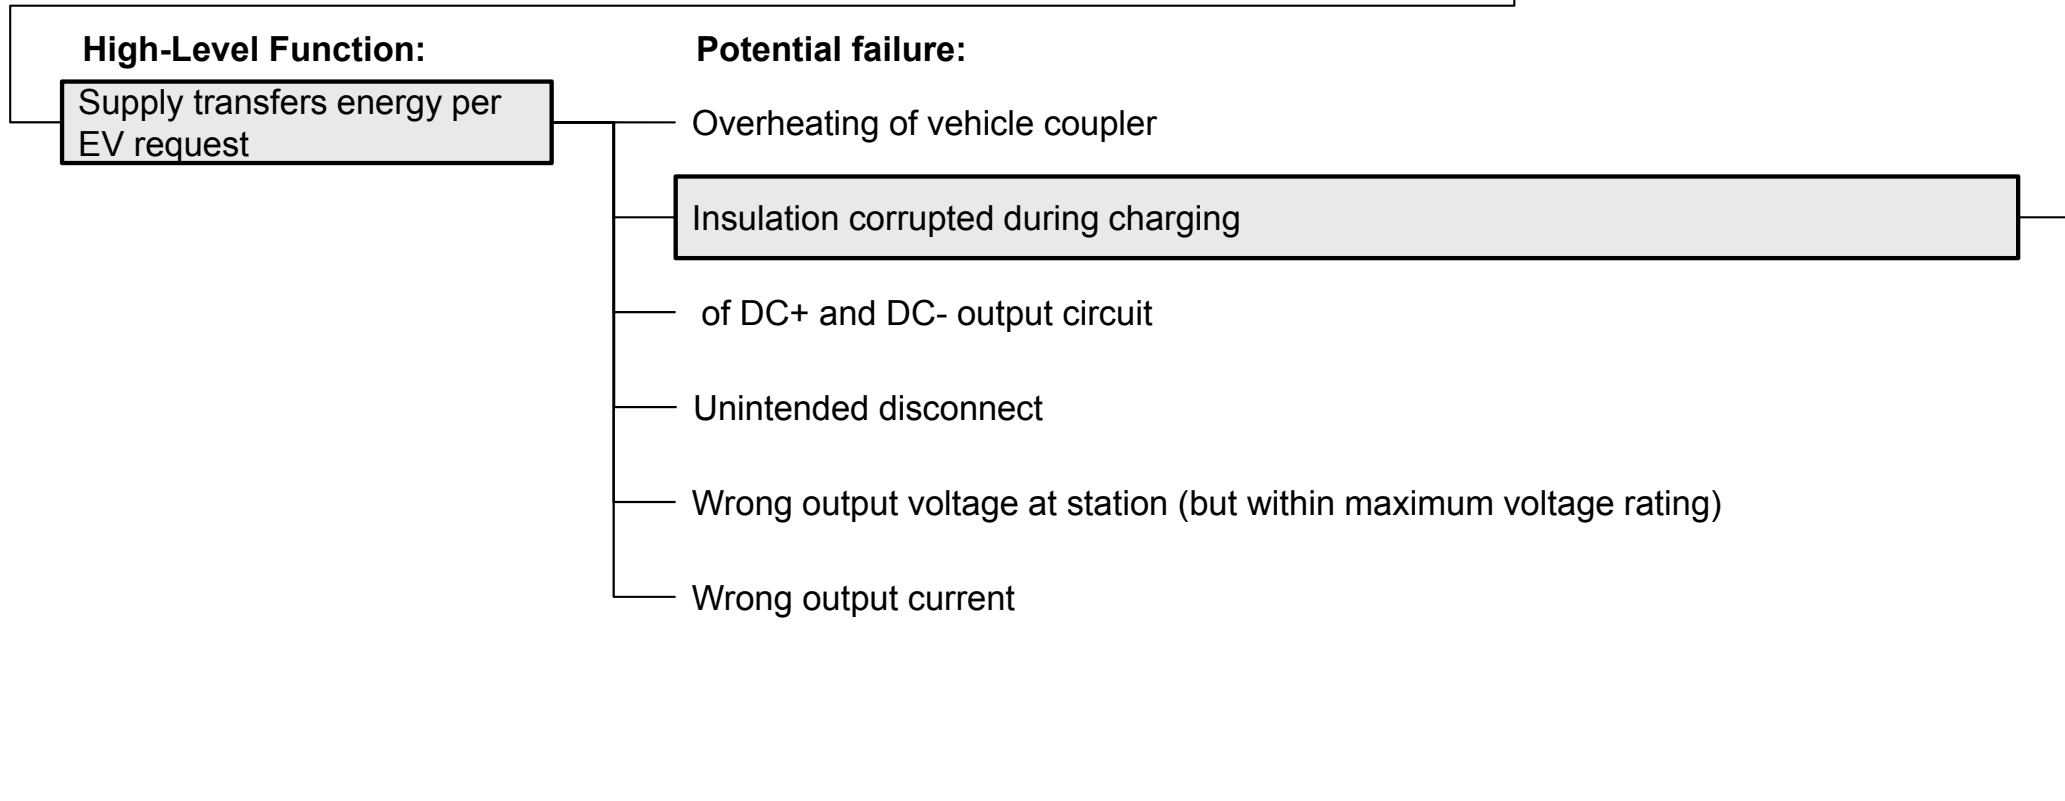 High-Level Function:
Potential failure:
Supply transfers energy per
EV request
Overheating of vehicle coupler
Insulation corrupted during charging
of DC+ and DC- output circuit
Unintended disconnect
Wrong output voltage at station (but within maximum voltage rating)
Wrong output current